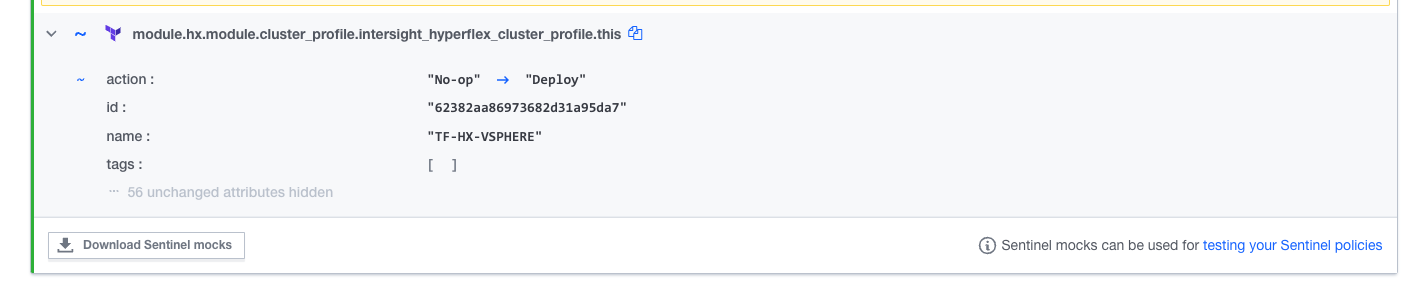 ~ module.hx.module.cluster_profile.intersight_hyperflex_cluster_profile.this
~ action : "No-op" → "Deploy"
id : "62382aa86973682d31a95da7"
name : "TF-HX-VSPHERE"
tags : [ ]
··· 56 unchanged attributes hidden
Download Sentinel mocks
Sentinel mocks can be used for testing your Sentinel policies